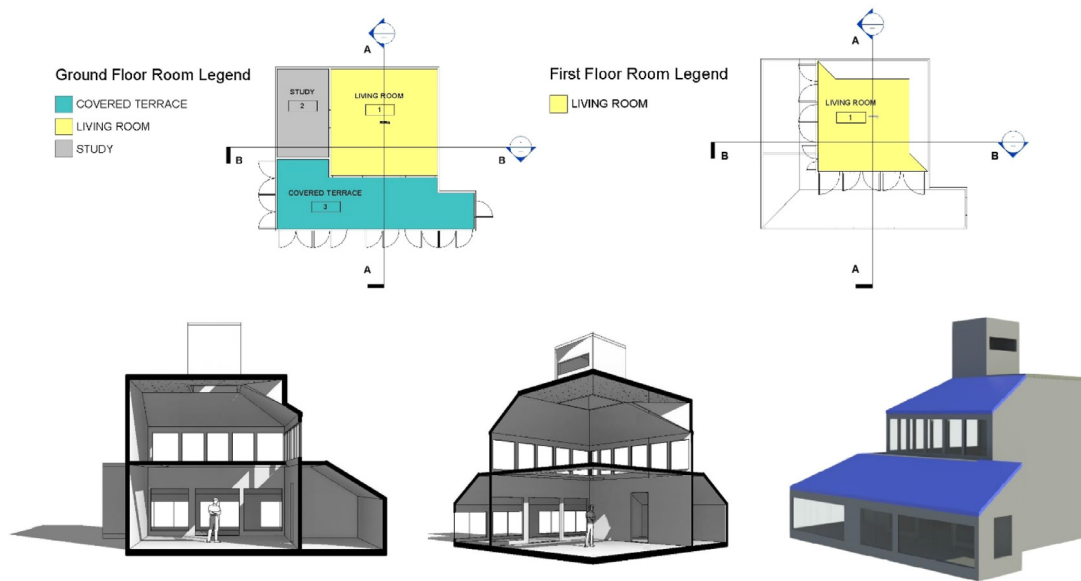 A
Ground Floor Room Legend
COVERED TERRACE
LIVING ROOM
STUDY
STUDY
2
LIVING ROOM
1
B
B
COVERED TERRACE
3
A
A
First Floor Room Legend
LIVING ROOM
LIVING ROOM
1
B
B
A